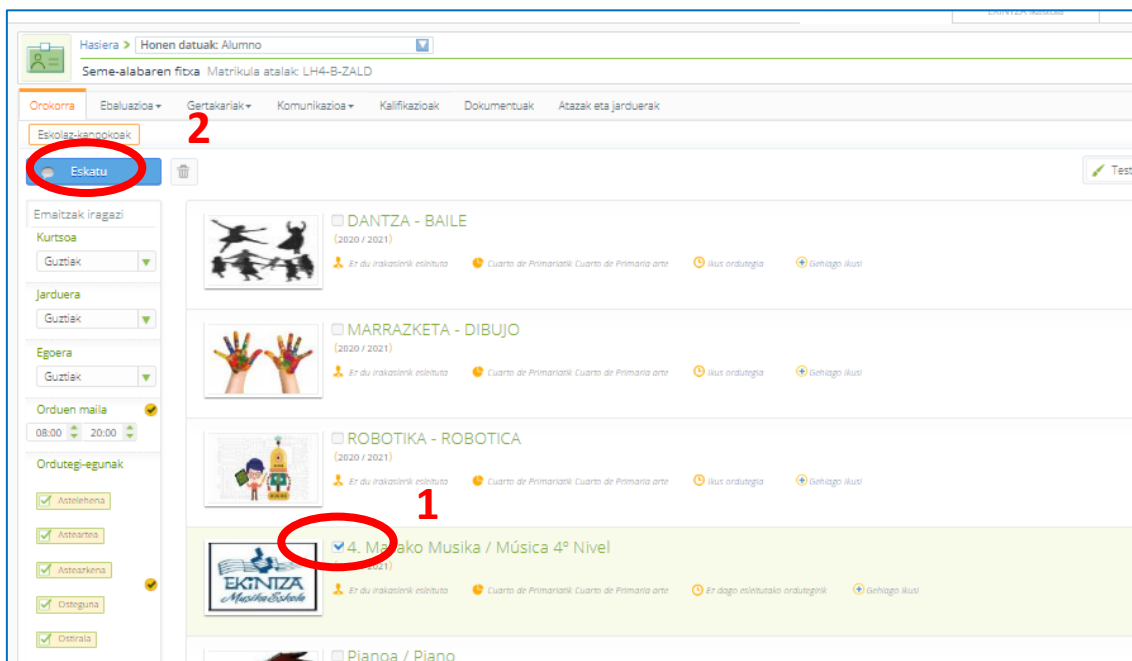 EKINTZA
Hasiera > Honen datuak: Alumno
Seme-alabaren fitxa Matrikula atalak: LH4-B-ZALD
Orokorra Ebaluazioa Gertakariak Komunikazioa Kalifikazioak Dokumentuak Atazak eta jarduerak
Eskolaz-kanpokoak
2
Eskatu
Test
Emaitzak iragazi
Kurtsoa
Guztiak
Jarduera
Guztiak
Egoera
Guztiak
Orduen maila
08:00 20:00
Ordutegi-egunak
Astelehena
Asteartea
Asteazkena
Osteguna
Ostirala
DANTZA - BAILE
(2020 / 2021)
Ez du irakaslerik esleituta Cuarto de Primariatik Cuarto de Primaria arte Ikus ordutegia Gehiago ikusi
MARRAZKETA - DIBUJO
(2020 / 2021)
Ez du irakaslerik esleituta Cuarto de Primariatik Cuarto de Primaria arte Ikus ordutegia Gehiago ikusi
ROBOTIKA - ROBOTICA
(2020 / 2021)
Ez du irakaslerik esleituta Cuarto de Primariatik Cuarto de Primaria arte Ikus ordutegia Gehiago ikusi
1
4. Mailako Musika / Música 4º Nivel
2021)
EKINTZA
Musika Eskola
Ez du irakaslerik esleituta Cuarto de Primariatik Cuarto de Primaria arte Ez dago esleitutako ordutegirik Gehiago ikusi
Pianoa / Piano